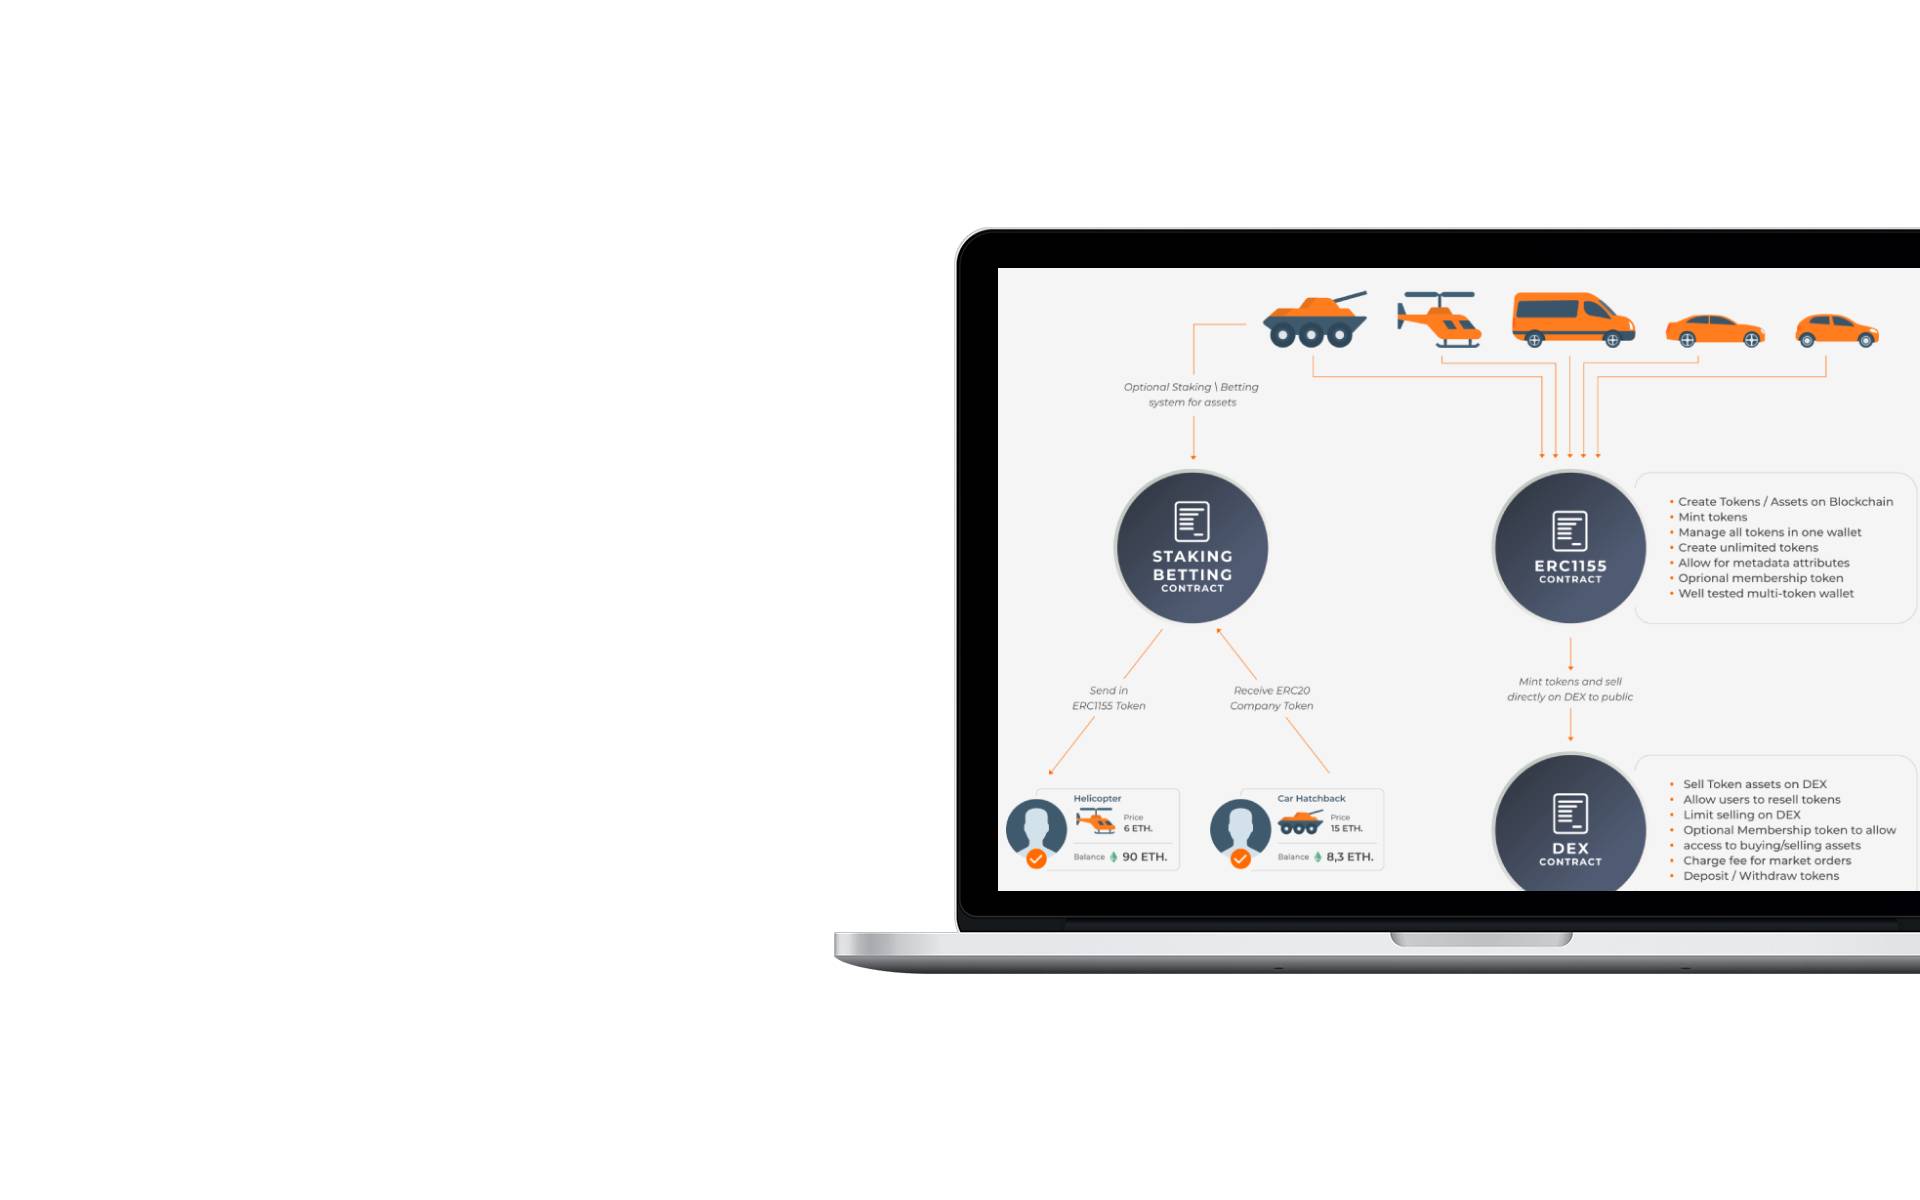 Optional Staking \ Betting
system for assets
STAKING
BETTING
CONTRACT
ERC1155
CONTRACT
• Create Tokens / Assets on Blockchain
• Mint tokens
• Manage all tokens in one wallet
• Create unlimited tokens
• Allow for metadata attributes
• Oprional membership token
• Well tested multi-token wallet
Send in
ERC1155 Token
Receive ERC20
Company Token
Mint tokens and sell
directly on DEX to public
Helicopter
Price
6 ETH.
Balance 90 ETH.
Car Hatchback
Price
15 ETH.
Balance 8,3 ETH.
DEX
CONTRACT
• Sell Token assets on DEX
• Allow users to resell tokens
• Limit selling on DEX
• Optional Membership token to allow
• access to buying/selling assets
• Charge fee for market orders
• Deposit / Withdraw tokens